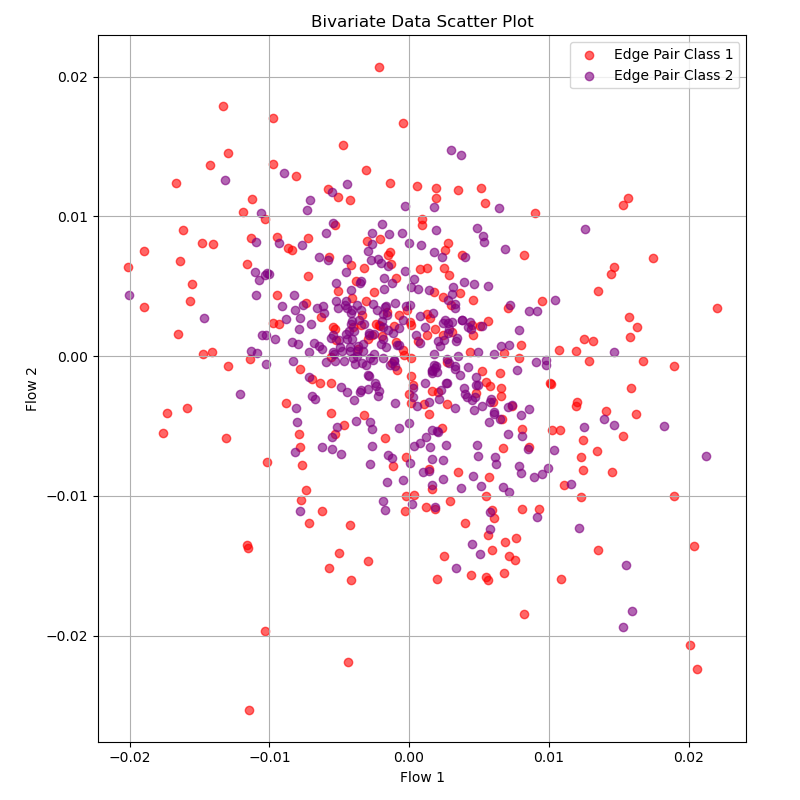 Bivariate Data Scatter Plot
Edge Pair Class 1
Edge Pair Class 2
0.02
0.01
0.00
−0.01
−0.02
Flow 2
−0.02
−0.01
0.00
0.01
0.02
Flow 1